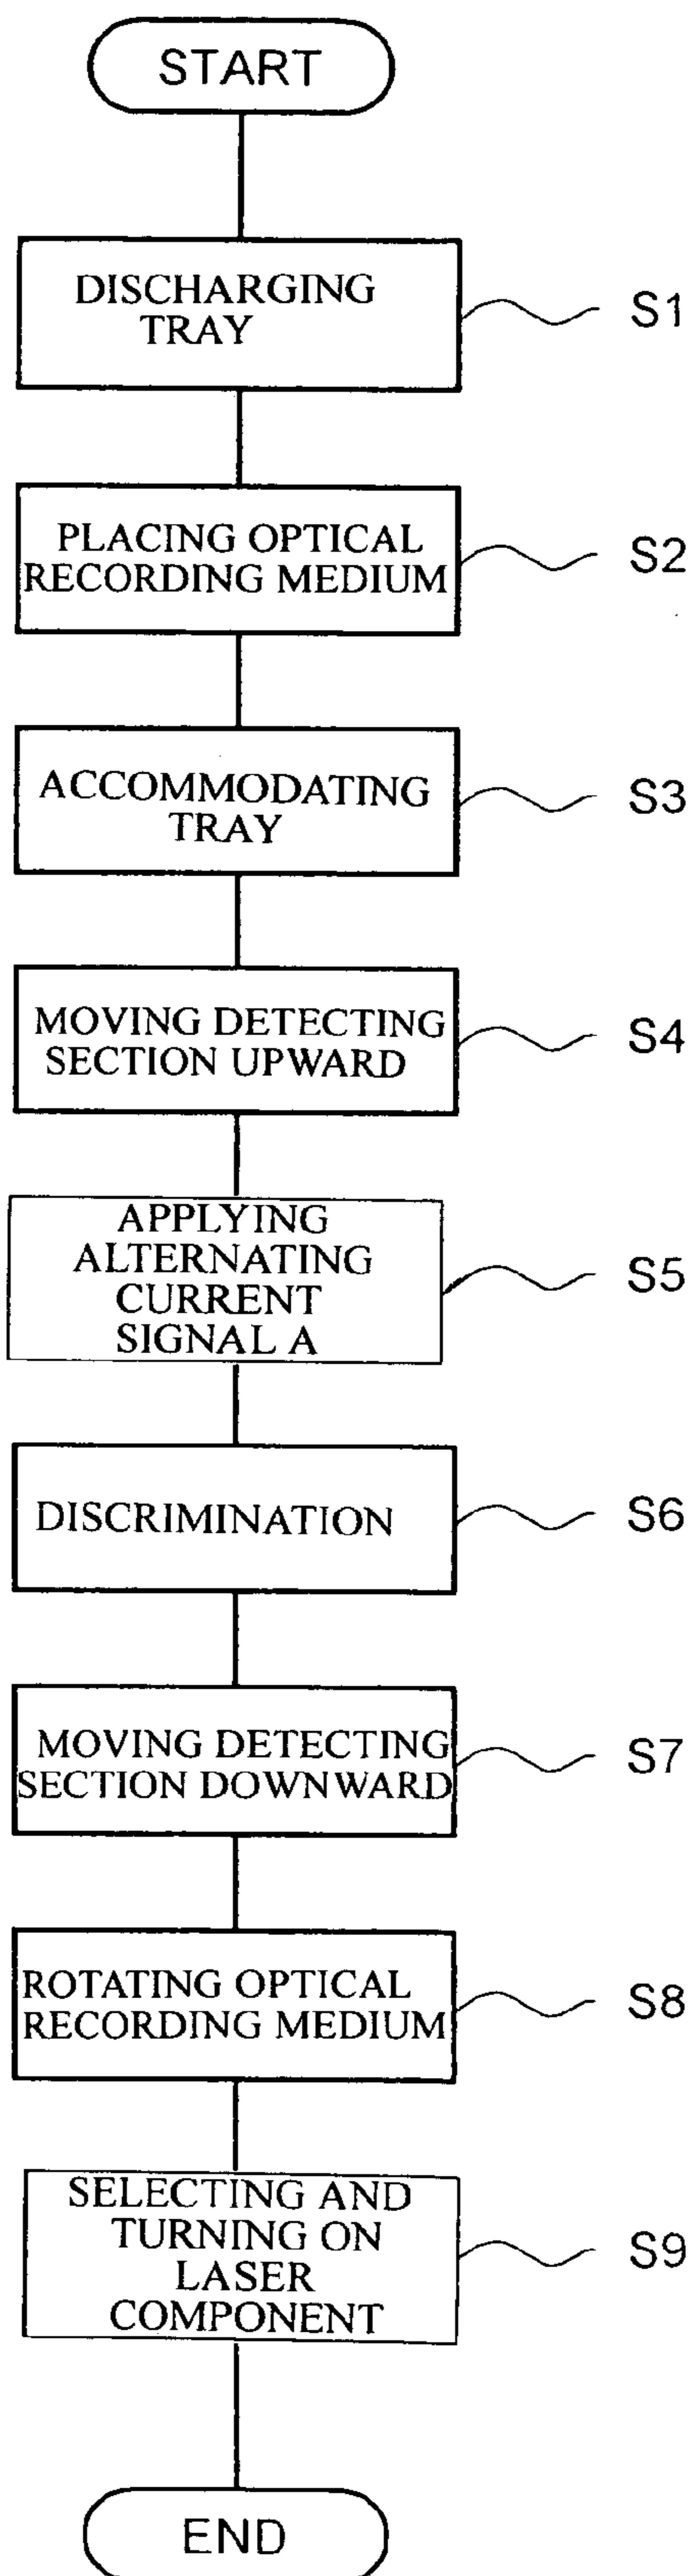 START
DISCHARGING
TRAY
S1
PLACING OPTICAL
RECORDING MEDIUM
S2
ACCOMMODATING
TRAY
S3
MOVING DETECTING
SECTION UPWARD
S4
APPLYING
ALTERNATING
CURRENT
SIGNAL A
S5
DISCRIMINATION
S6
MOVING DETECTING
SECTION DOWNWARD
S7
ROTATING OPTICAL
RECORDING MEDIUM
S8
SELECTING AND
TURNING ON
LASER
COMPONENT
S9
END